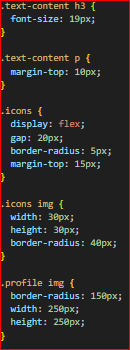 .text-content h3 {
font-size: 19px;
}
.text-content p {
margin-top: 10px;
}
.icons {
display: flex;
gap: 20px;
border-radius: 5px;
margin-top: 15px;
}
.icons img {
width: 30px;
height: 30px;
border-radius: 40px;
}
.profile img {
border-radius: 150px;
width: 250px;
height: 250px;
}